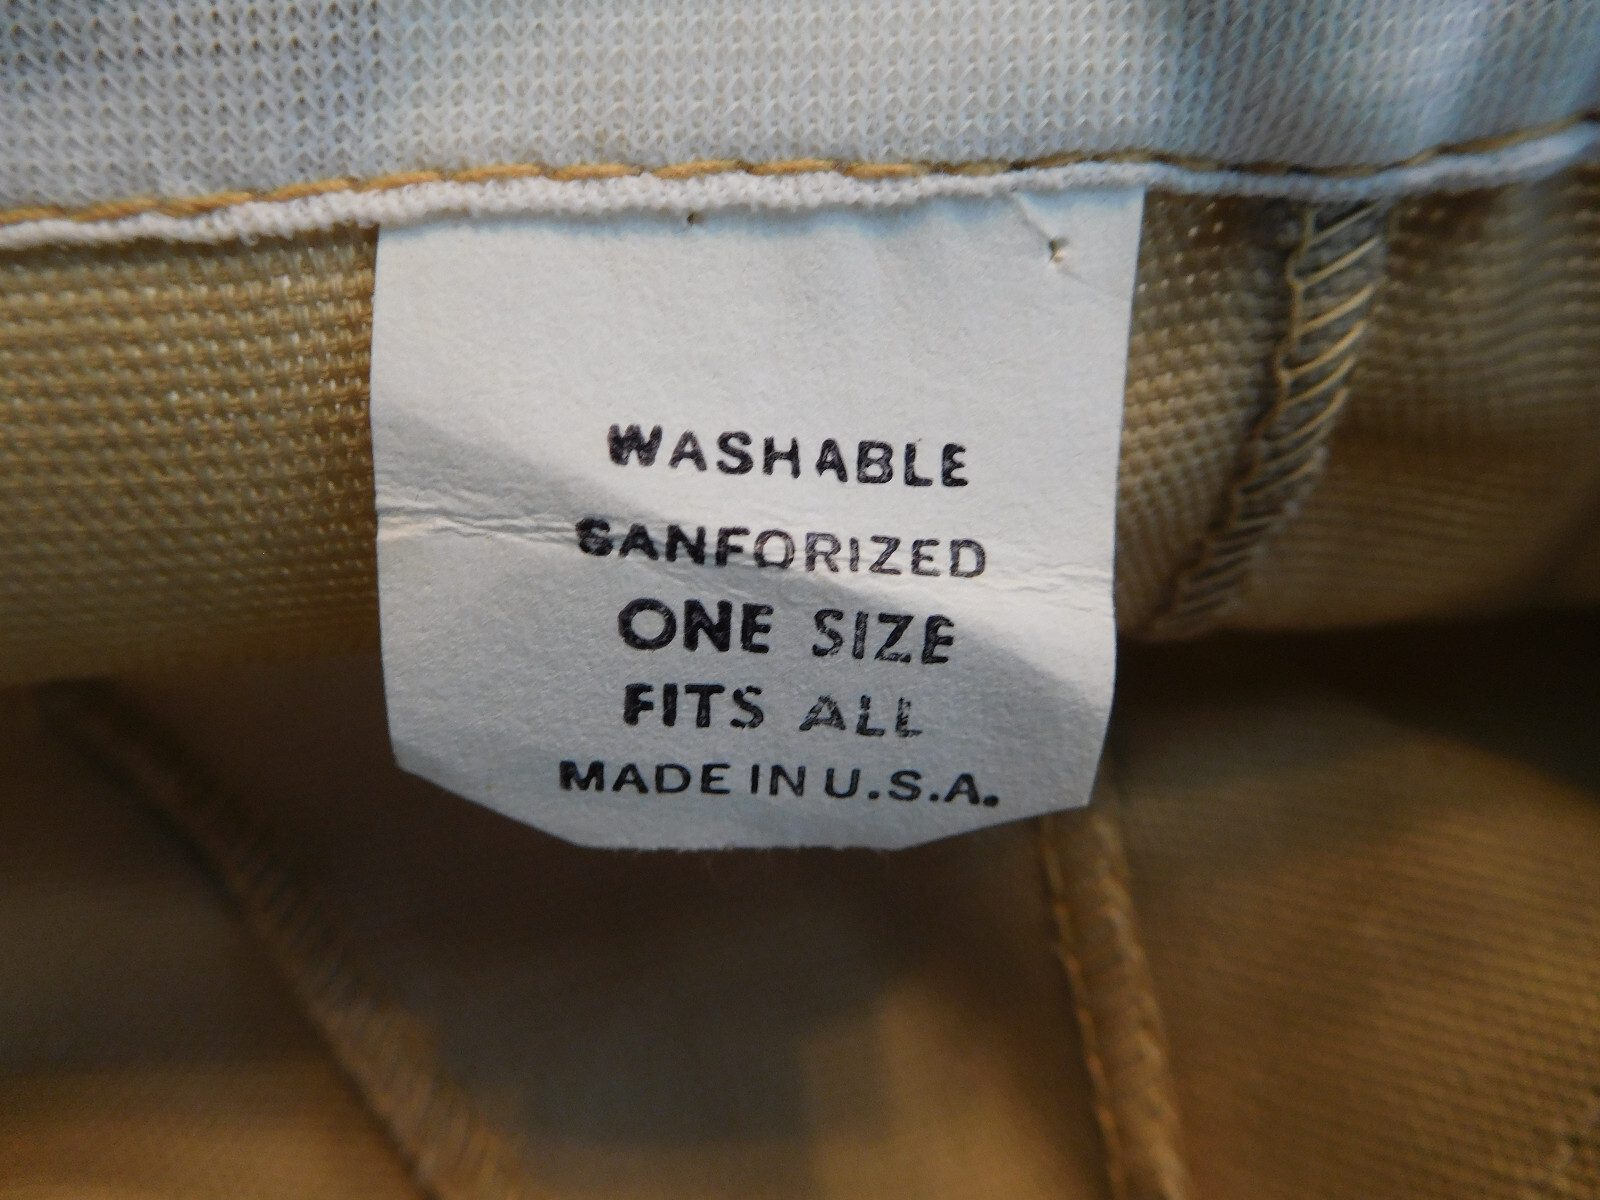 WASHABLE
SANFORIZED
ONE SIZE
FITS ALL
MADE IN U.S.A.